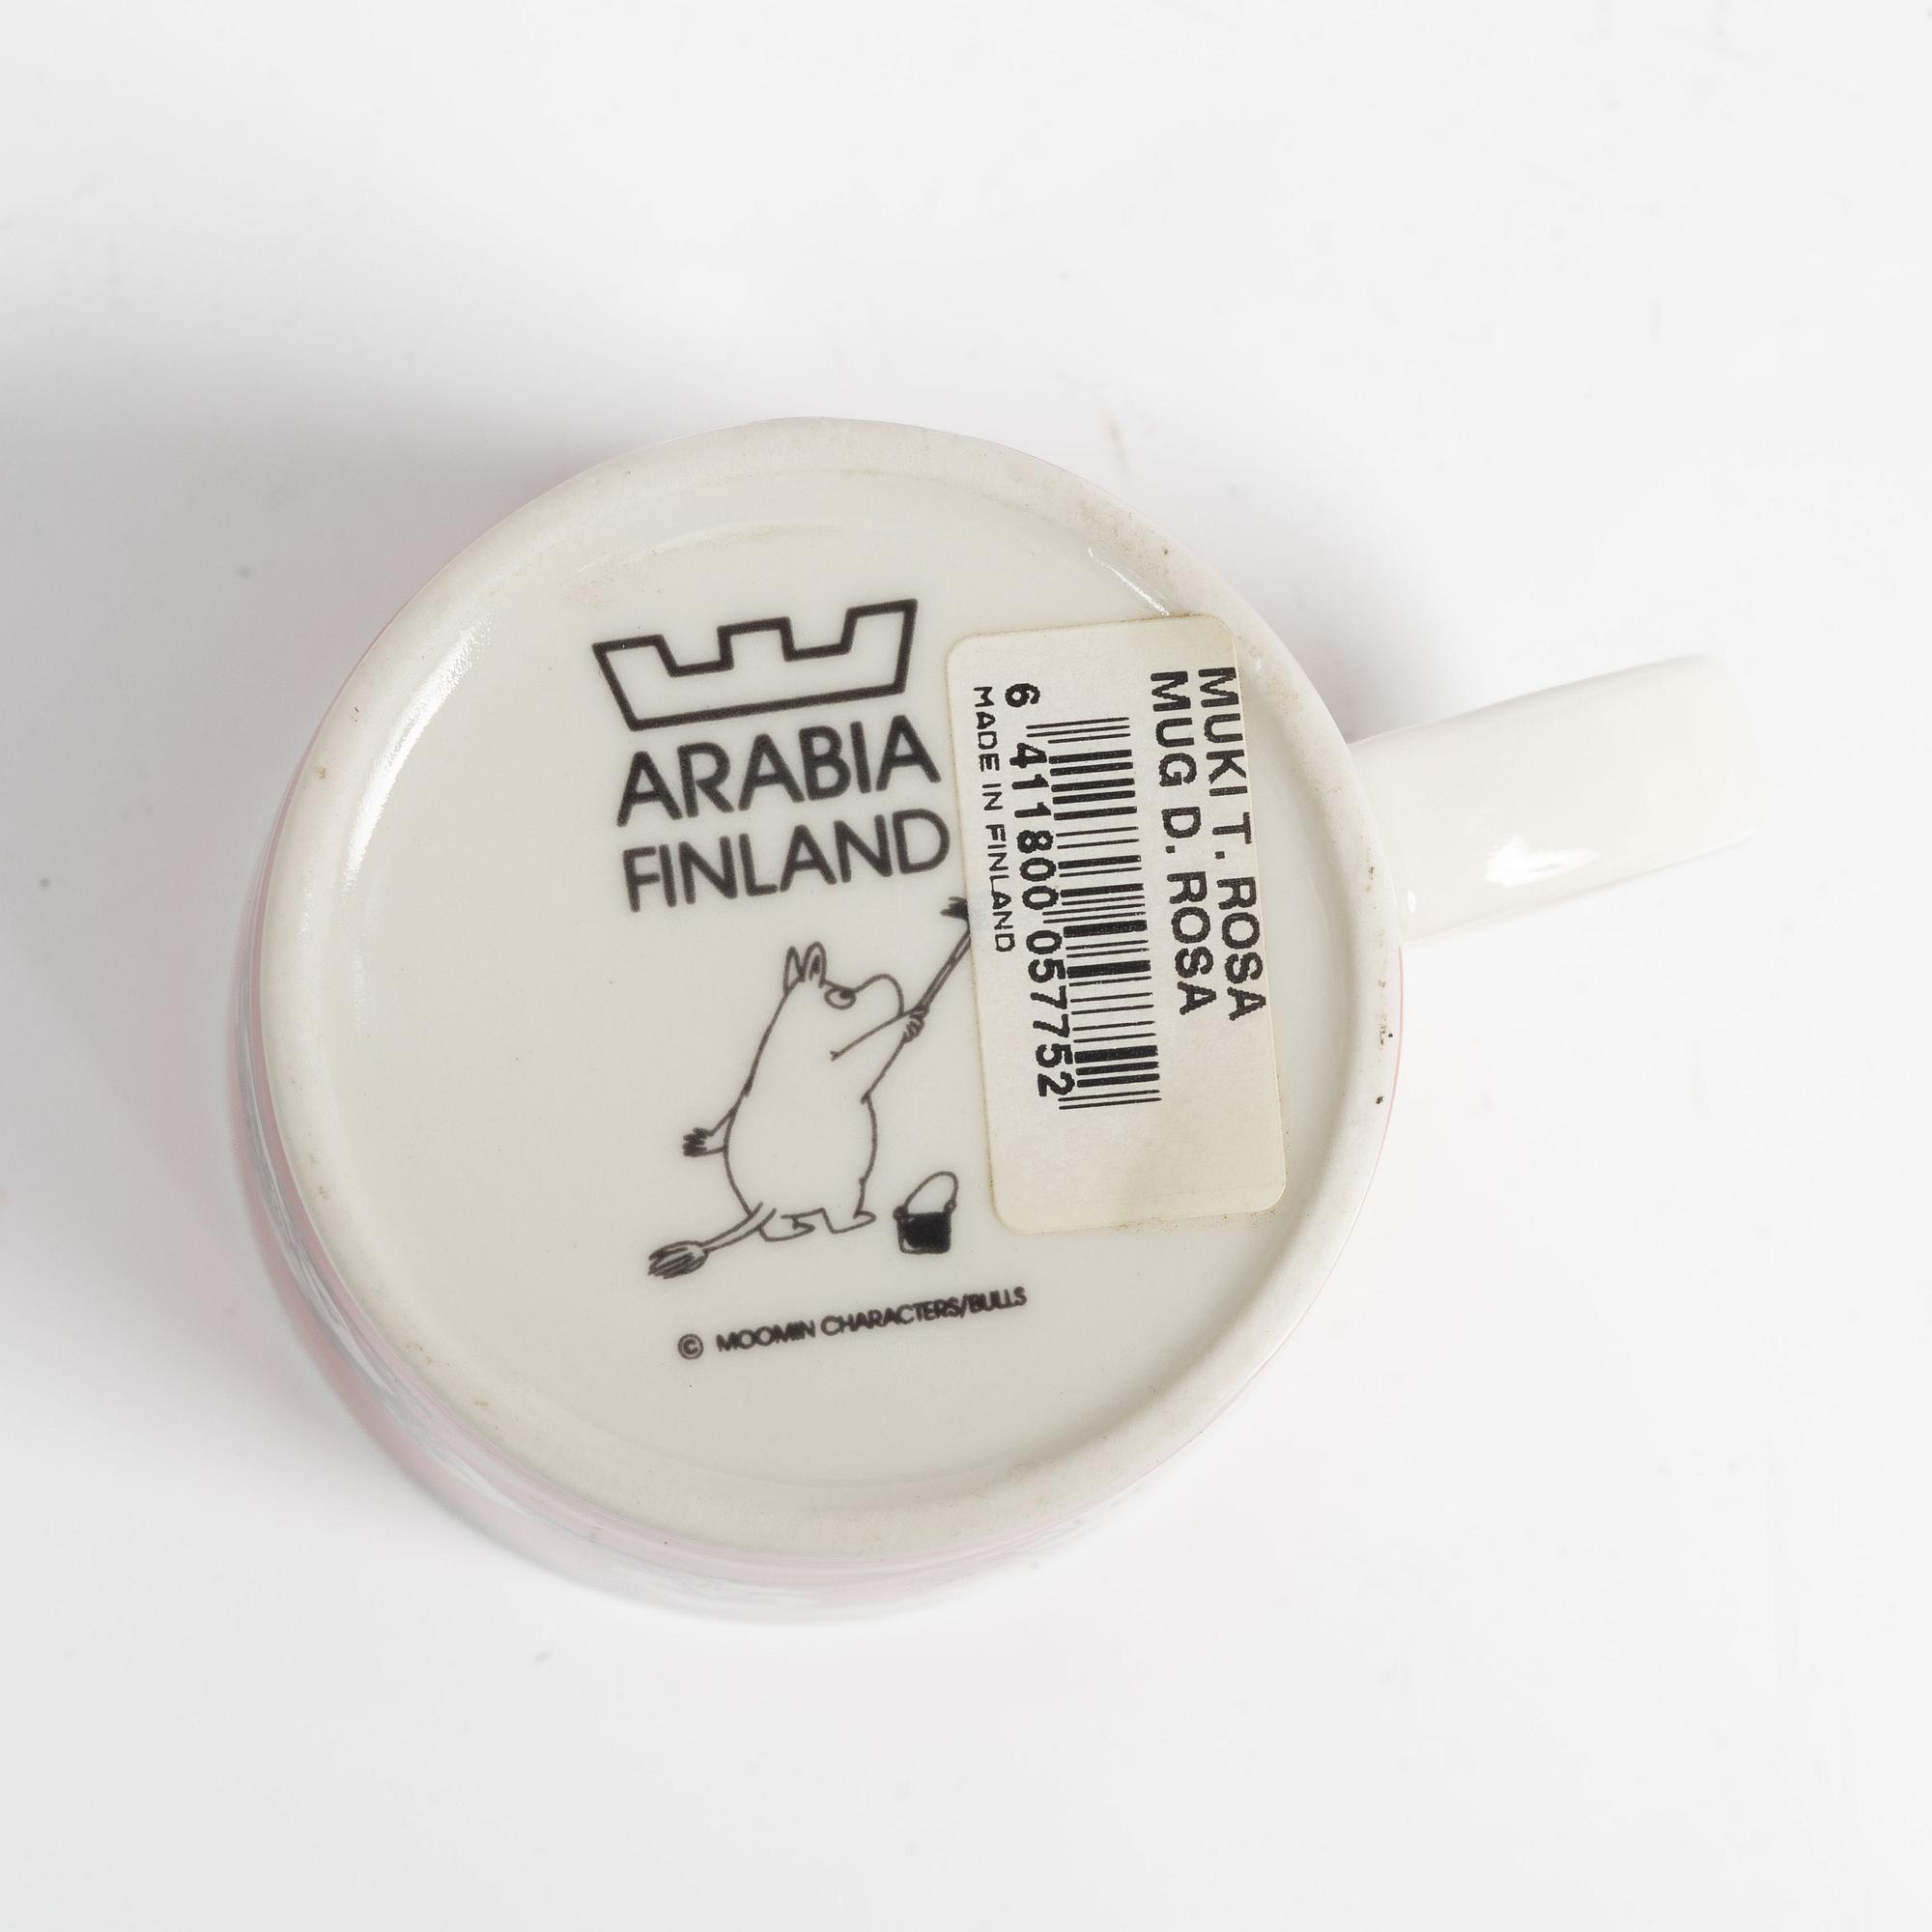 ARABIA
FINLAND
© MOOMIN CHARACTERS/BULLS
MUKI T. ROSA
MUG D. ROSA
6 411800 057752
MADE IN FINLAND